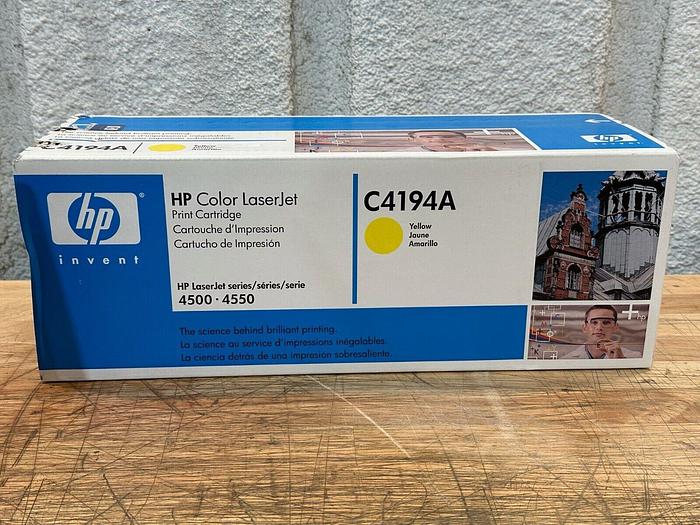 C4194A
Yellow
Amarillo
hp
invent
hp
invent
HP Color LaserJet
Print Cartridge
Cartouche d'Impression
Cartucho de Impresión
HP LaserJet series/séries/serie
4500 · 4550
C4194A
Yellow
Jaune
Amarillo
The science behind brilliant printing.
La science au service d'impressions inégalables.
La ciencia detrás de una impresión sobresaliente.